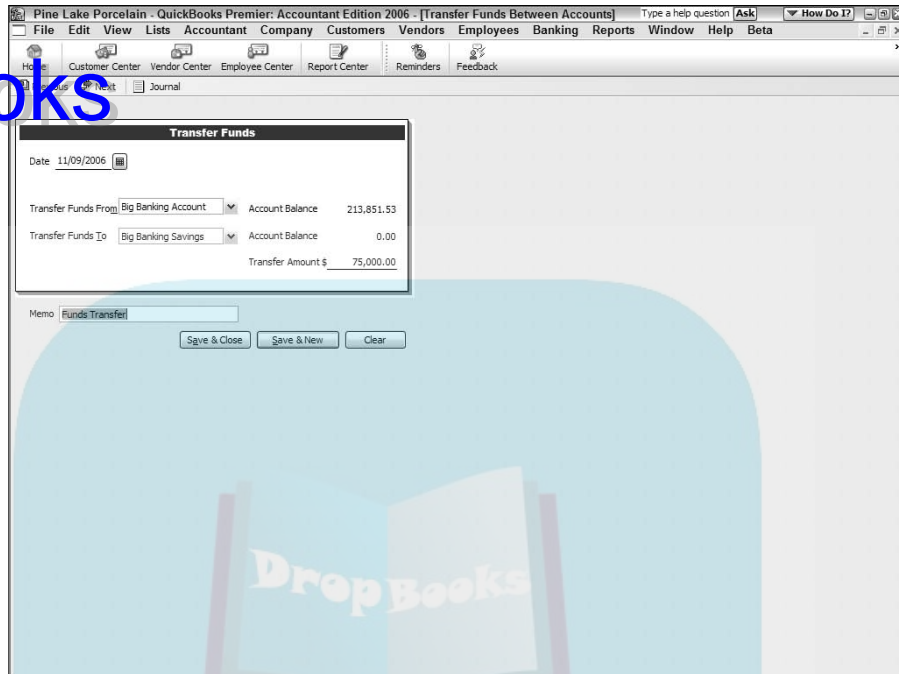 Pine Lake Porcelain - QuickBooks Premier: Accountant Edition 2006 - [Transfer Funds Between Accounts] Type a help question Ask How Do I?
File Edit View Lists Accountant Company Customers Vendors Employees Banking Reports Window Help Beta
Home Customer Center Vendor Center Employee Center Report Center Reminders Feedback
Previous Next Journal
oks
Transfer Funds
Date 11/09/2006
Transfer Funds From Big Banking Account Account Balance 213,851.53
Transfer Funds To Big Banking Savings Account Balance 0.00
Transfer Amount $ 75,000.00
Memo Funds Transfer
Save & Close Save & New Clear
DropBooks